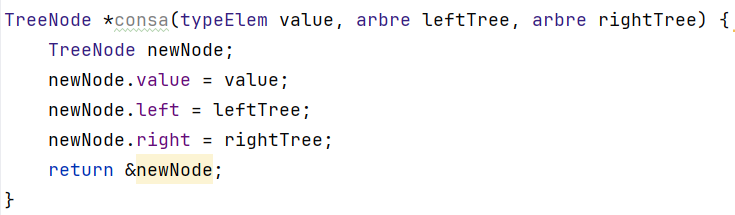 TreeNode *consa(typeElem value, arbre leftTree, arbre rightTree) {
    TreeNode newNode;
    newNode.value = value;
    newNode.left = leftTree;
    newNode.right = rightTree;
    return &newNode;
}